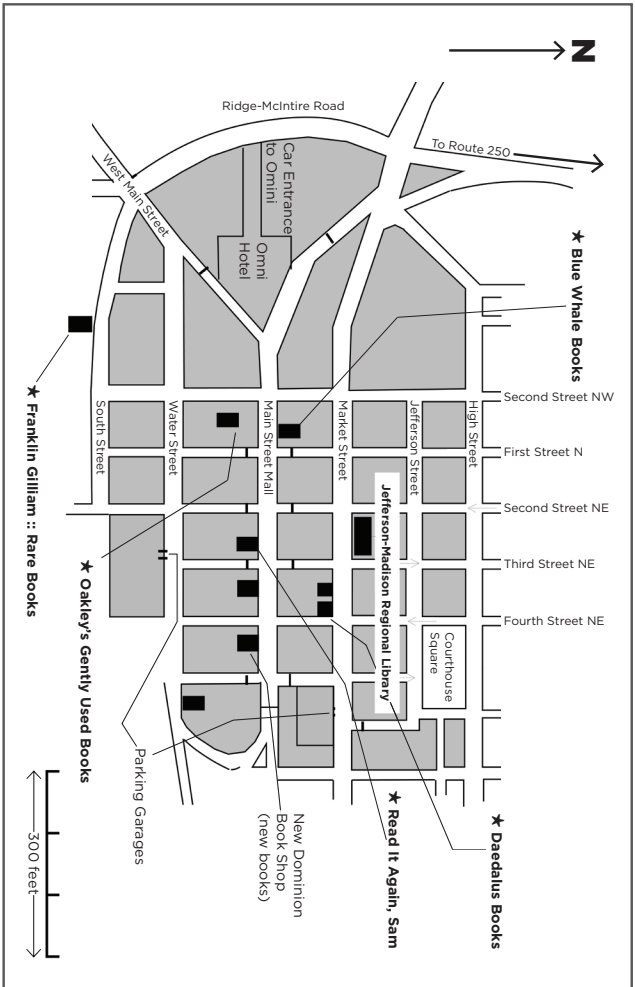 N
Ridge-McIntire Road
To Route 250
West Main Street
Car Entrance
to Omini
Omni
Hotel
★ Blue Whale Books
Second Street NW
First Street N
Second Street NE
Third Street NE
Fourth Street NE
High Street
Jefferson Street
Market Street
Main Street Mall
Water Street
South Street
Jefferson-Madison Regional Library
Courthouse
Square
★ Franklin Gilliam :: Rare Books
★ Oakley's Gently Used Books
Parking Garages
New Dominion
Book Shop
(new books)
★ Read It Again, Sam
★ Daedalus Books
300 feet